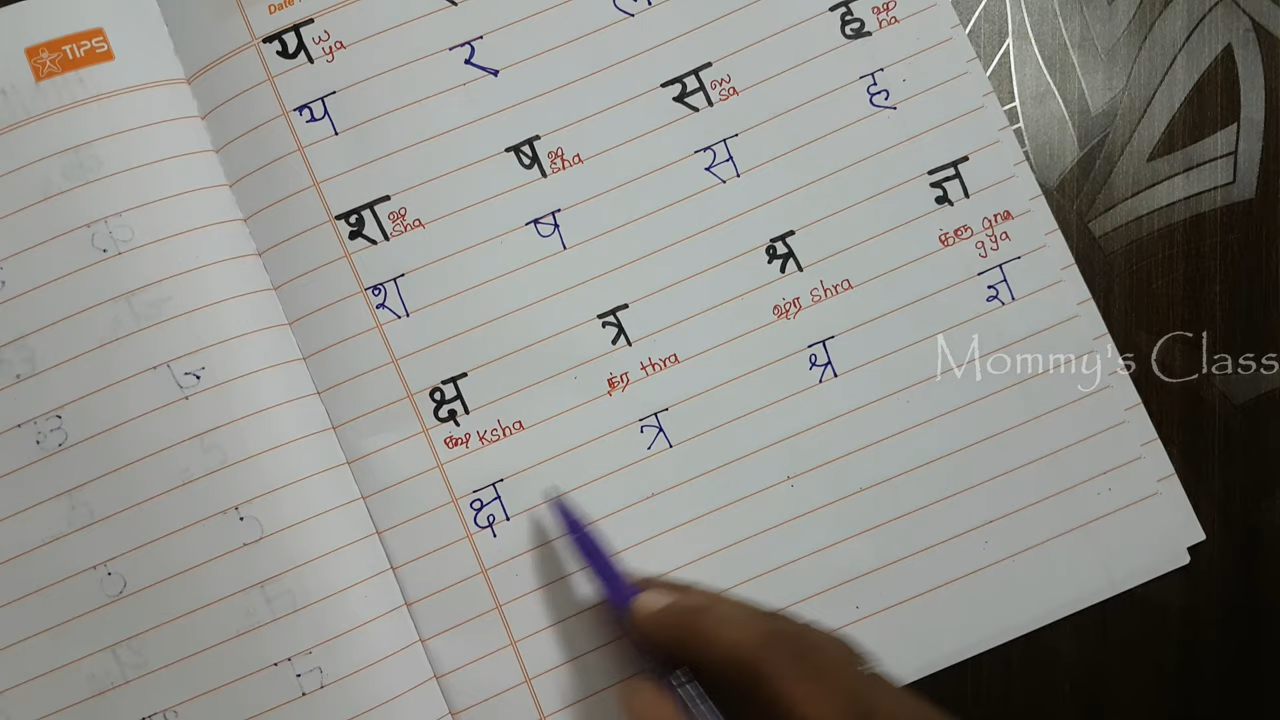 TIPS
Date
य ய ya
य र
श ஷ sha ष ஷ sha स ஸ sa ह ஹ ha
श ष स ह
क्ष त्र श्र ज्ञ
க்ஷ ksha த்ர thra ஷ்ர shra க்ஞ gna
gya
क्ष त्र श्र ज्ञ
Mommy's Class